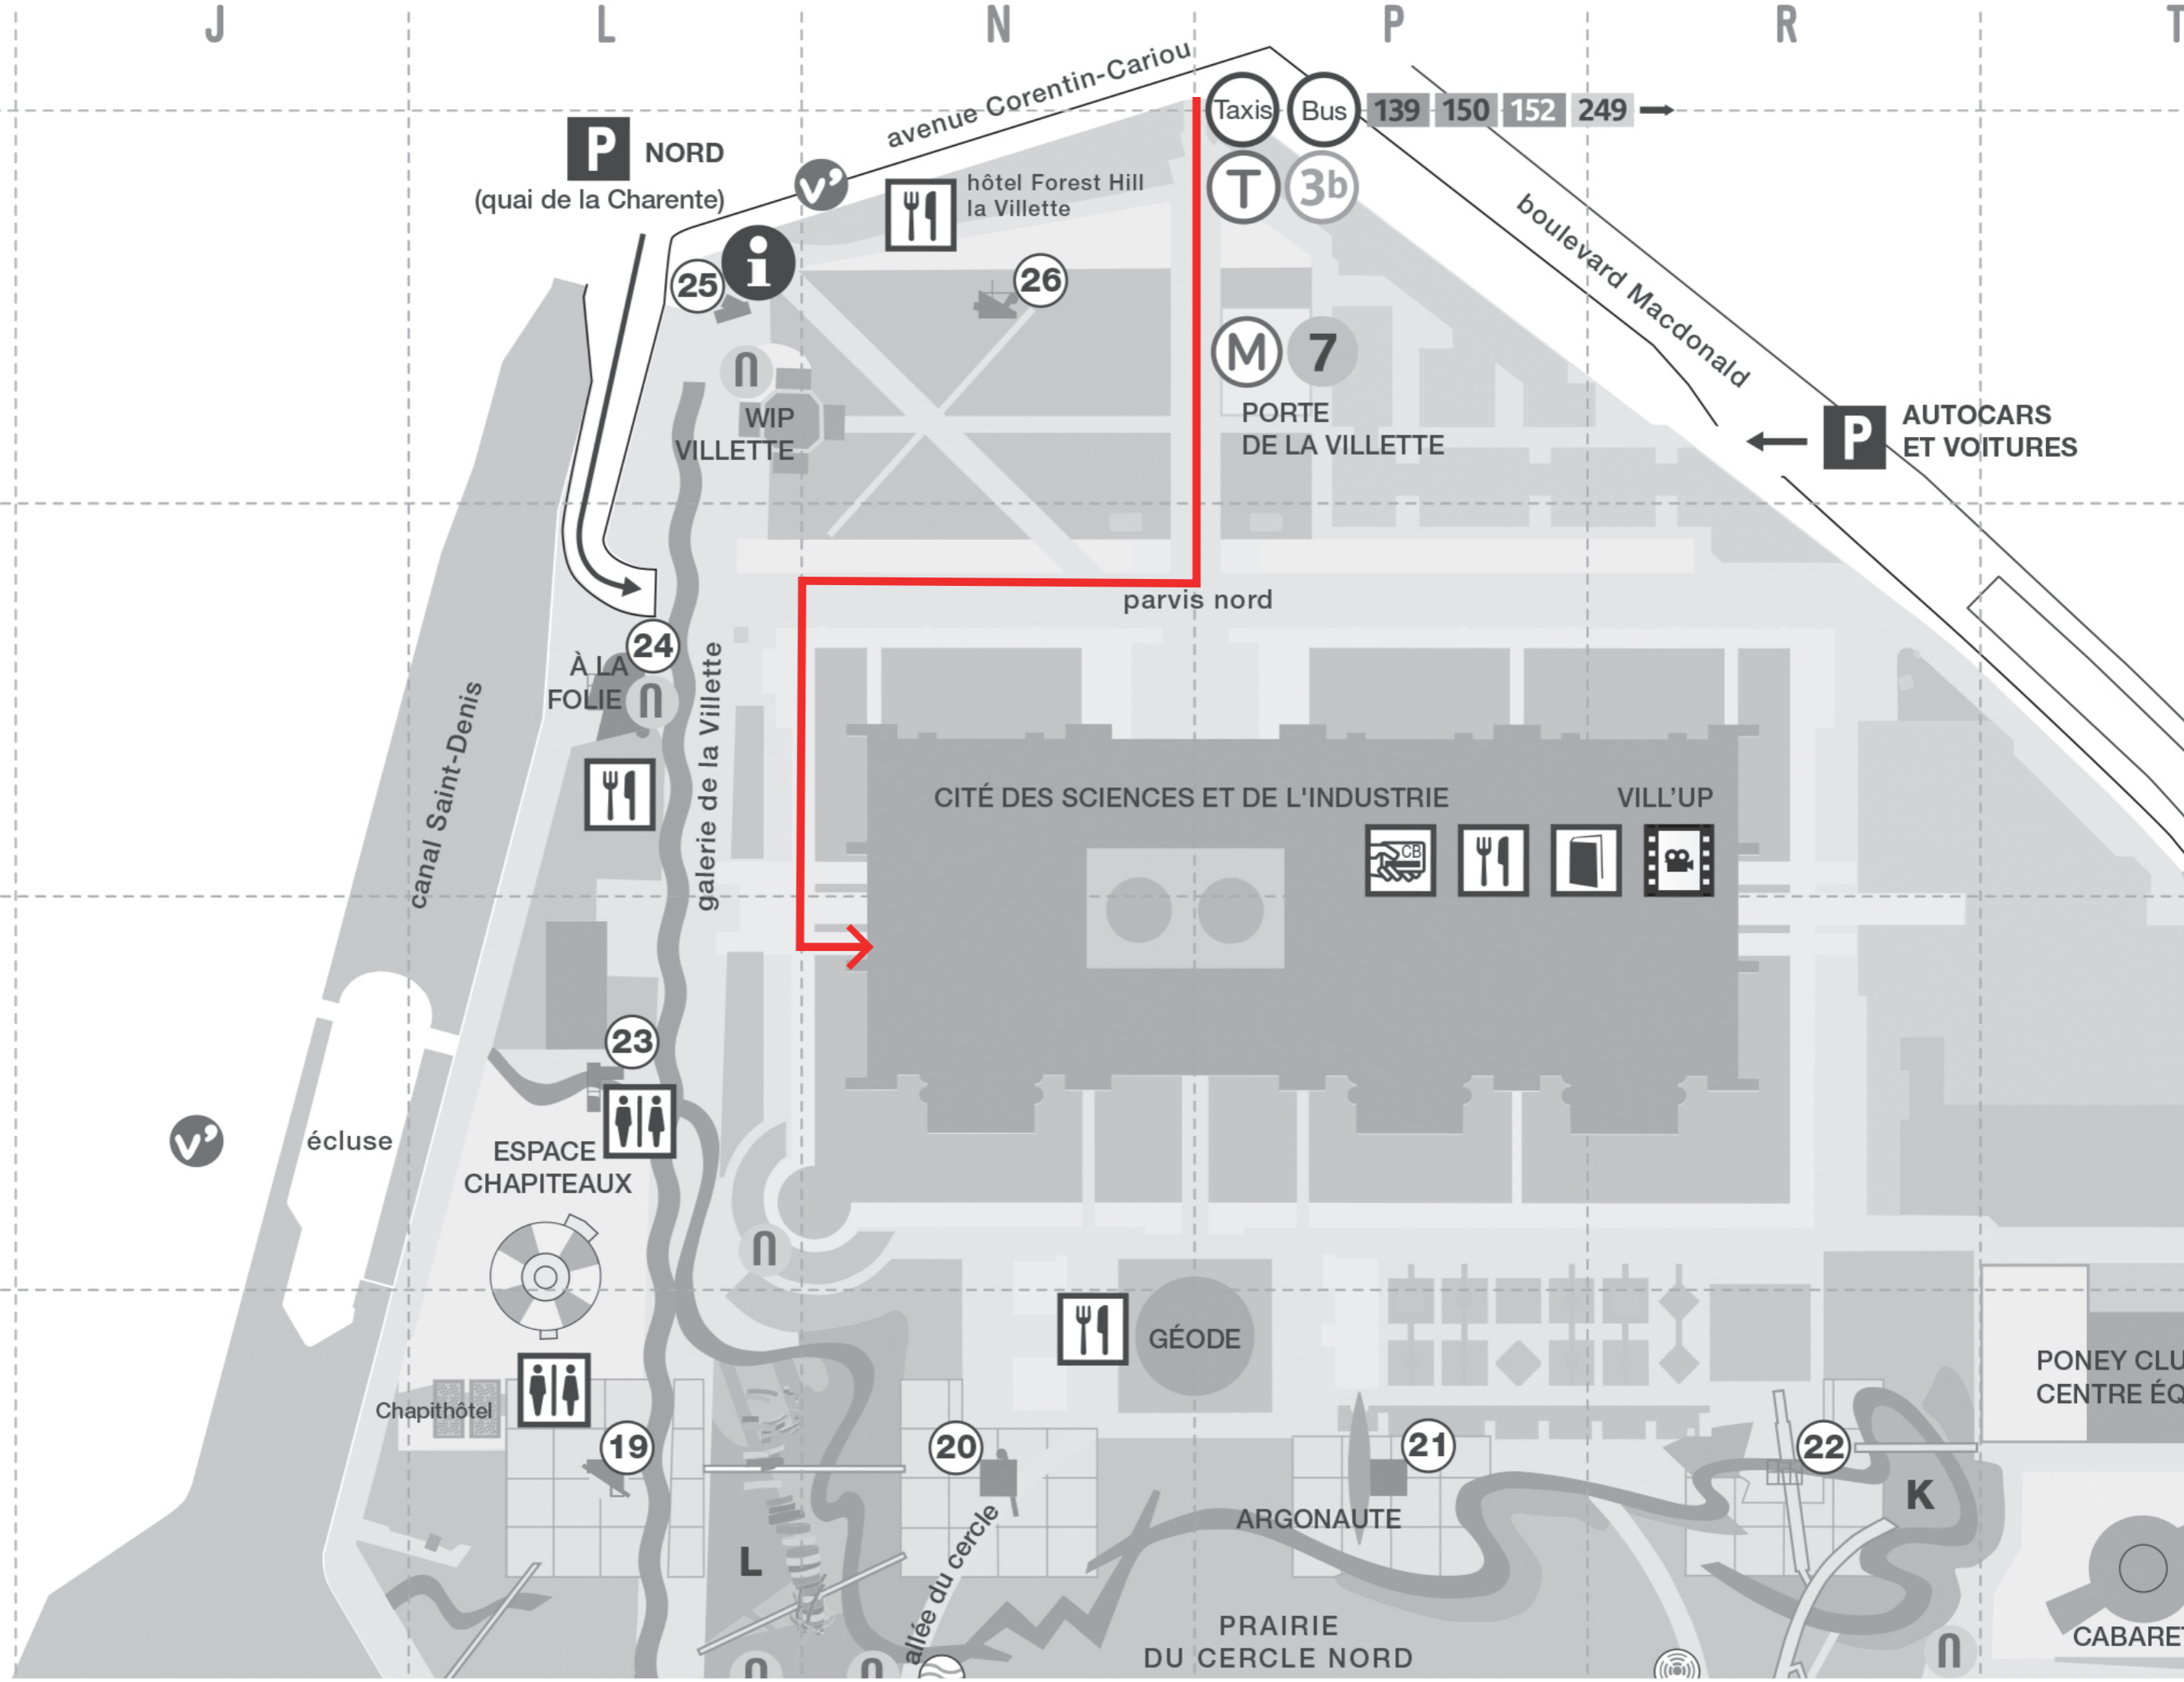 J L N P R T
avenue Corentin-Cariou
Taxis Bus 139 150 152 249
P NORD
(quai de la Charente)
v'
hôtel Forest Hill
la Villette
T 3b
boulevard Macdonald
25 i
26
M 7
PORTE
DE LA VILLETTE
P AUTOCARS
ET VOITURES
WIP
VILLETTE
parvis nord
24
À LA
FOLIE
galerie de la Villette
canal Saint-Denis
CITÉ DES SCIENCES ET DE L'INDUSTRIE
VILL'UP
CB
23
v'
écluse
ESPACE
CHAPITEAUX
GÉODE
PONEY CLU
CENTRE ÉQ
Chapithôtel
19
20
21
22
K
ARGONAUTE
L
allée du cercle
PRAIRIE
DU CERCLE NORD
CABARET